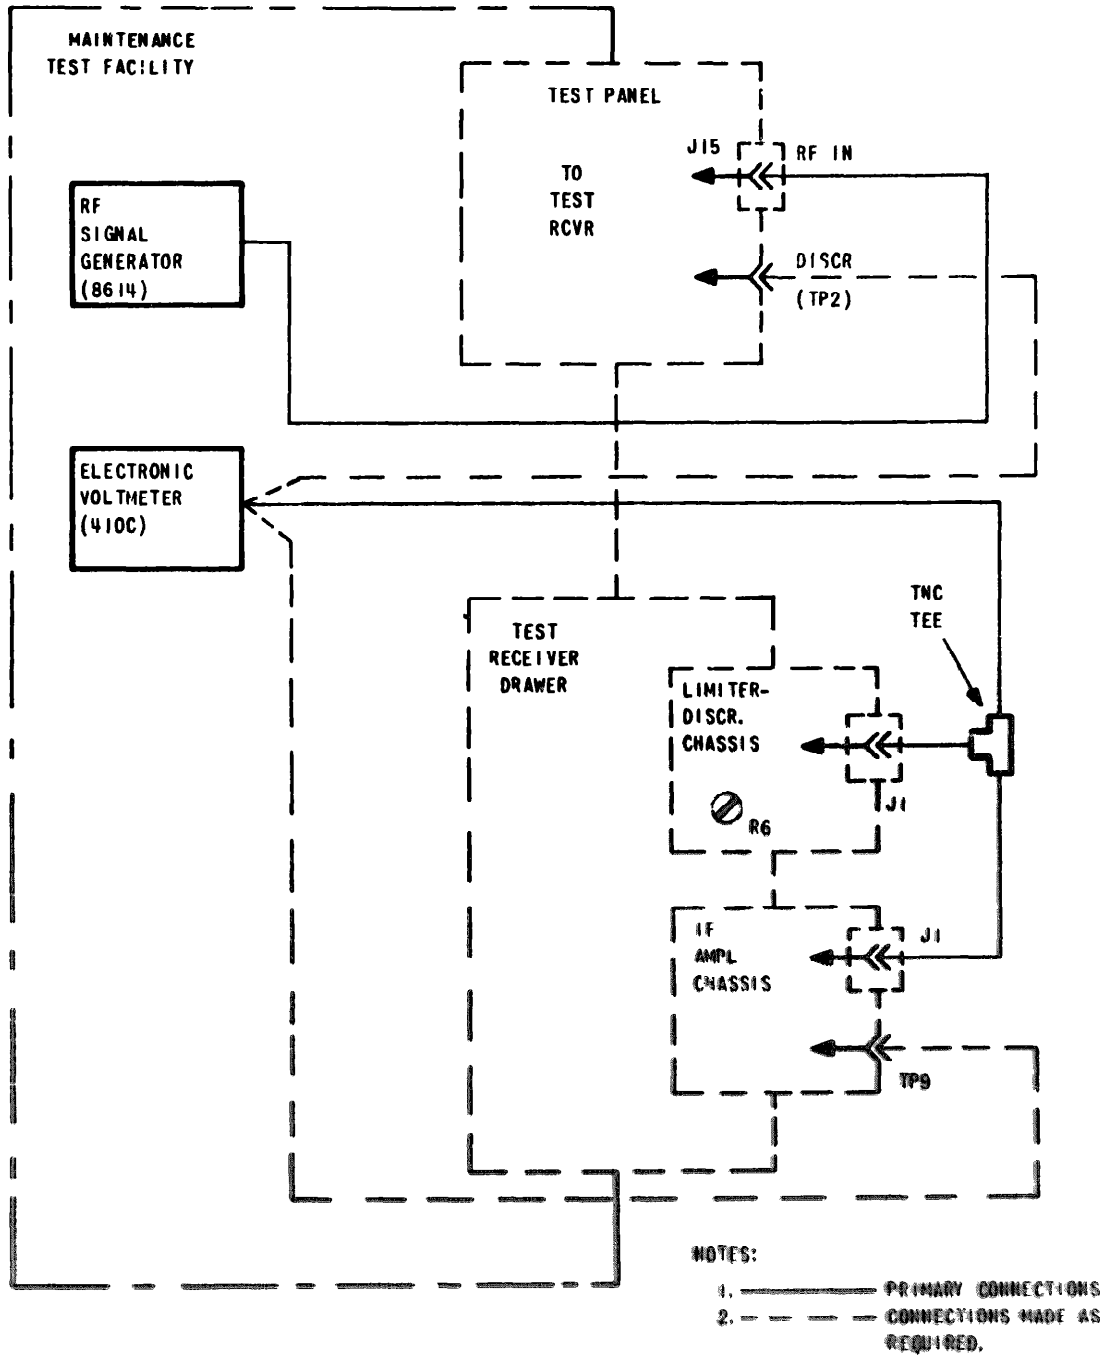 MAINTENANCE
TEST FACILITY
TEST PANEL
J15
RF IN
TO
TEST
RCVR
RF
SIGNAL
GENERATOR
(8614)
DISCR
(TP2)
ELECTRONIC
VOLTMETER
(410C)
TNC
TEE
TEST
RECEIVER
DRAWER
LIMITER-
DISCR.
CHASSIS
J1
R6
IF
AMPL
CHASSIS
J1
TP9
NOTES:
1. PRIMARY CONNECTIONS
2. CONNECTIONS MADE AS
REQUIRED.